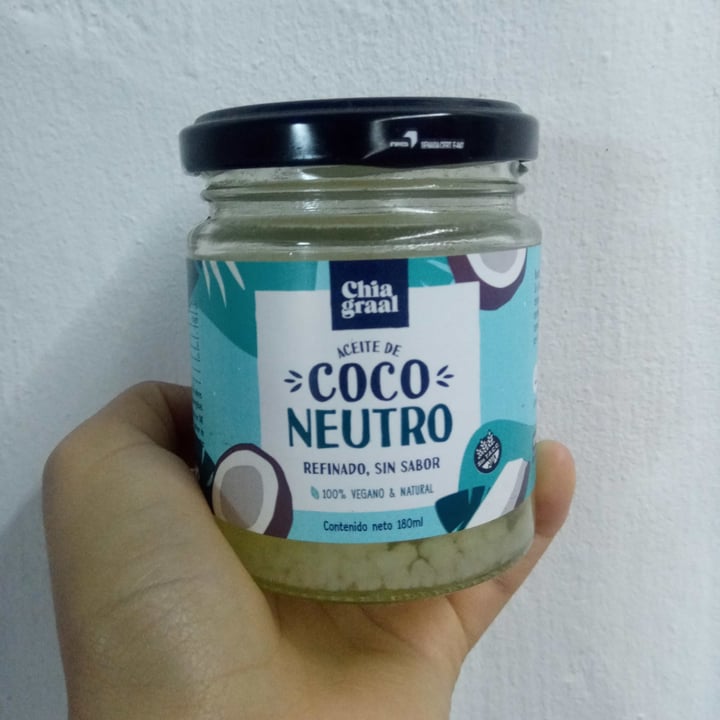 Chia
graal
ACEITE DE
COCO
NEUTRO
REFINADO, SIN SABOR
100% VEGANO & NATURAL
Contenido neto 180ml